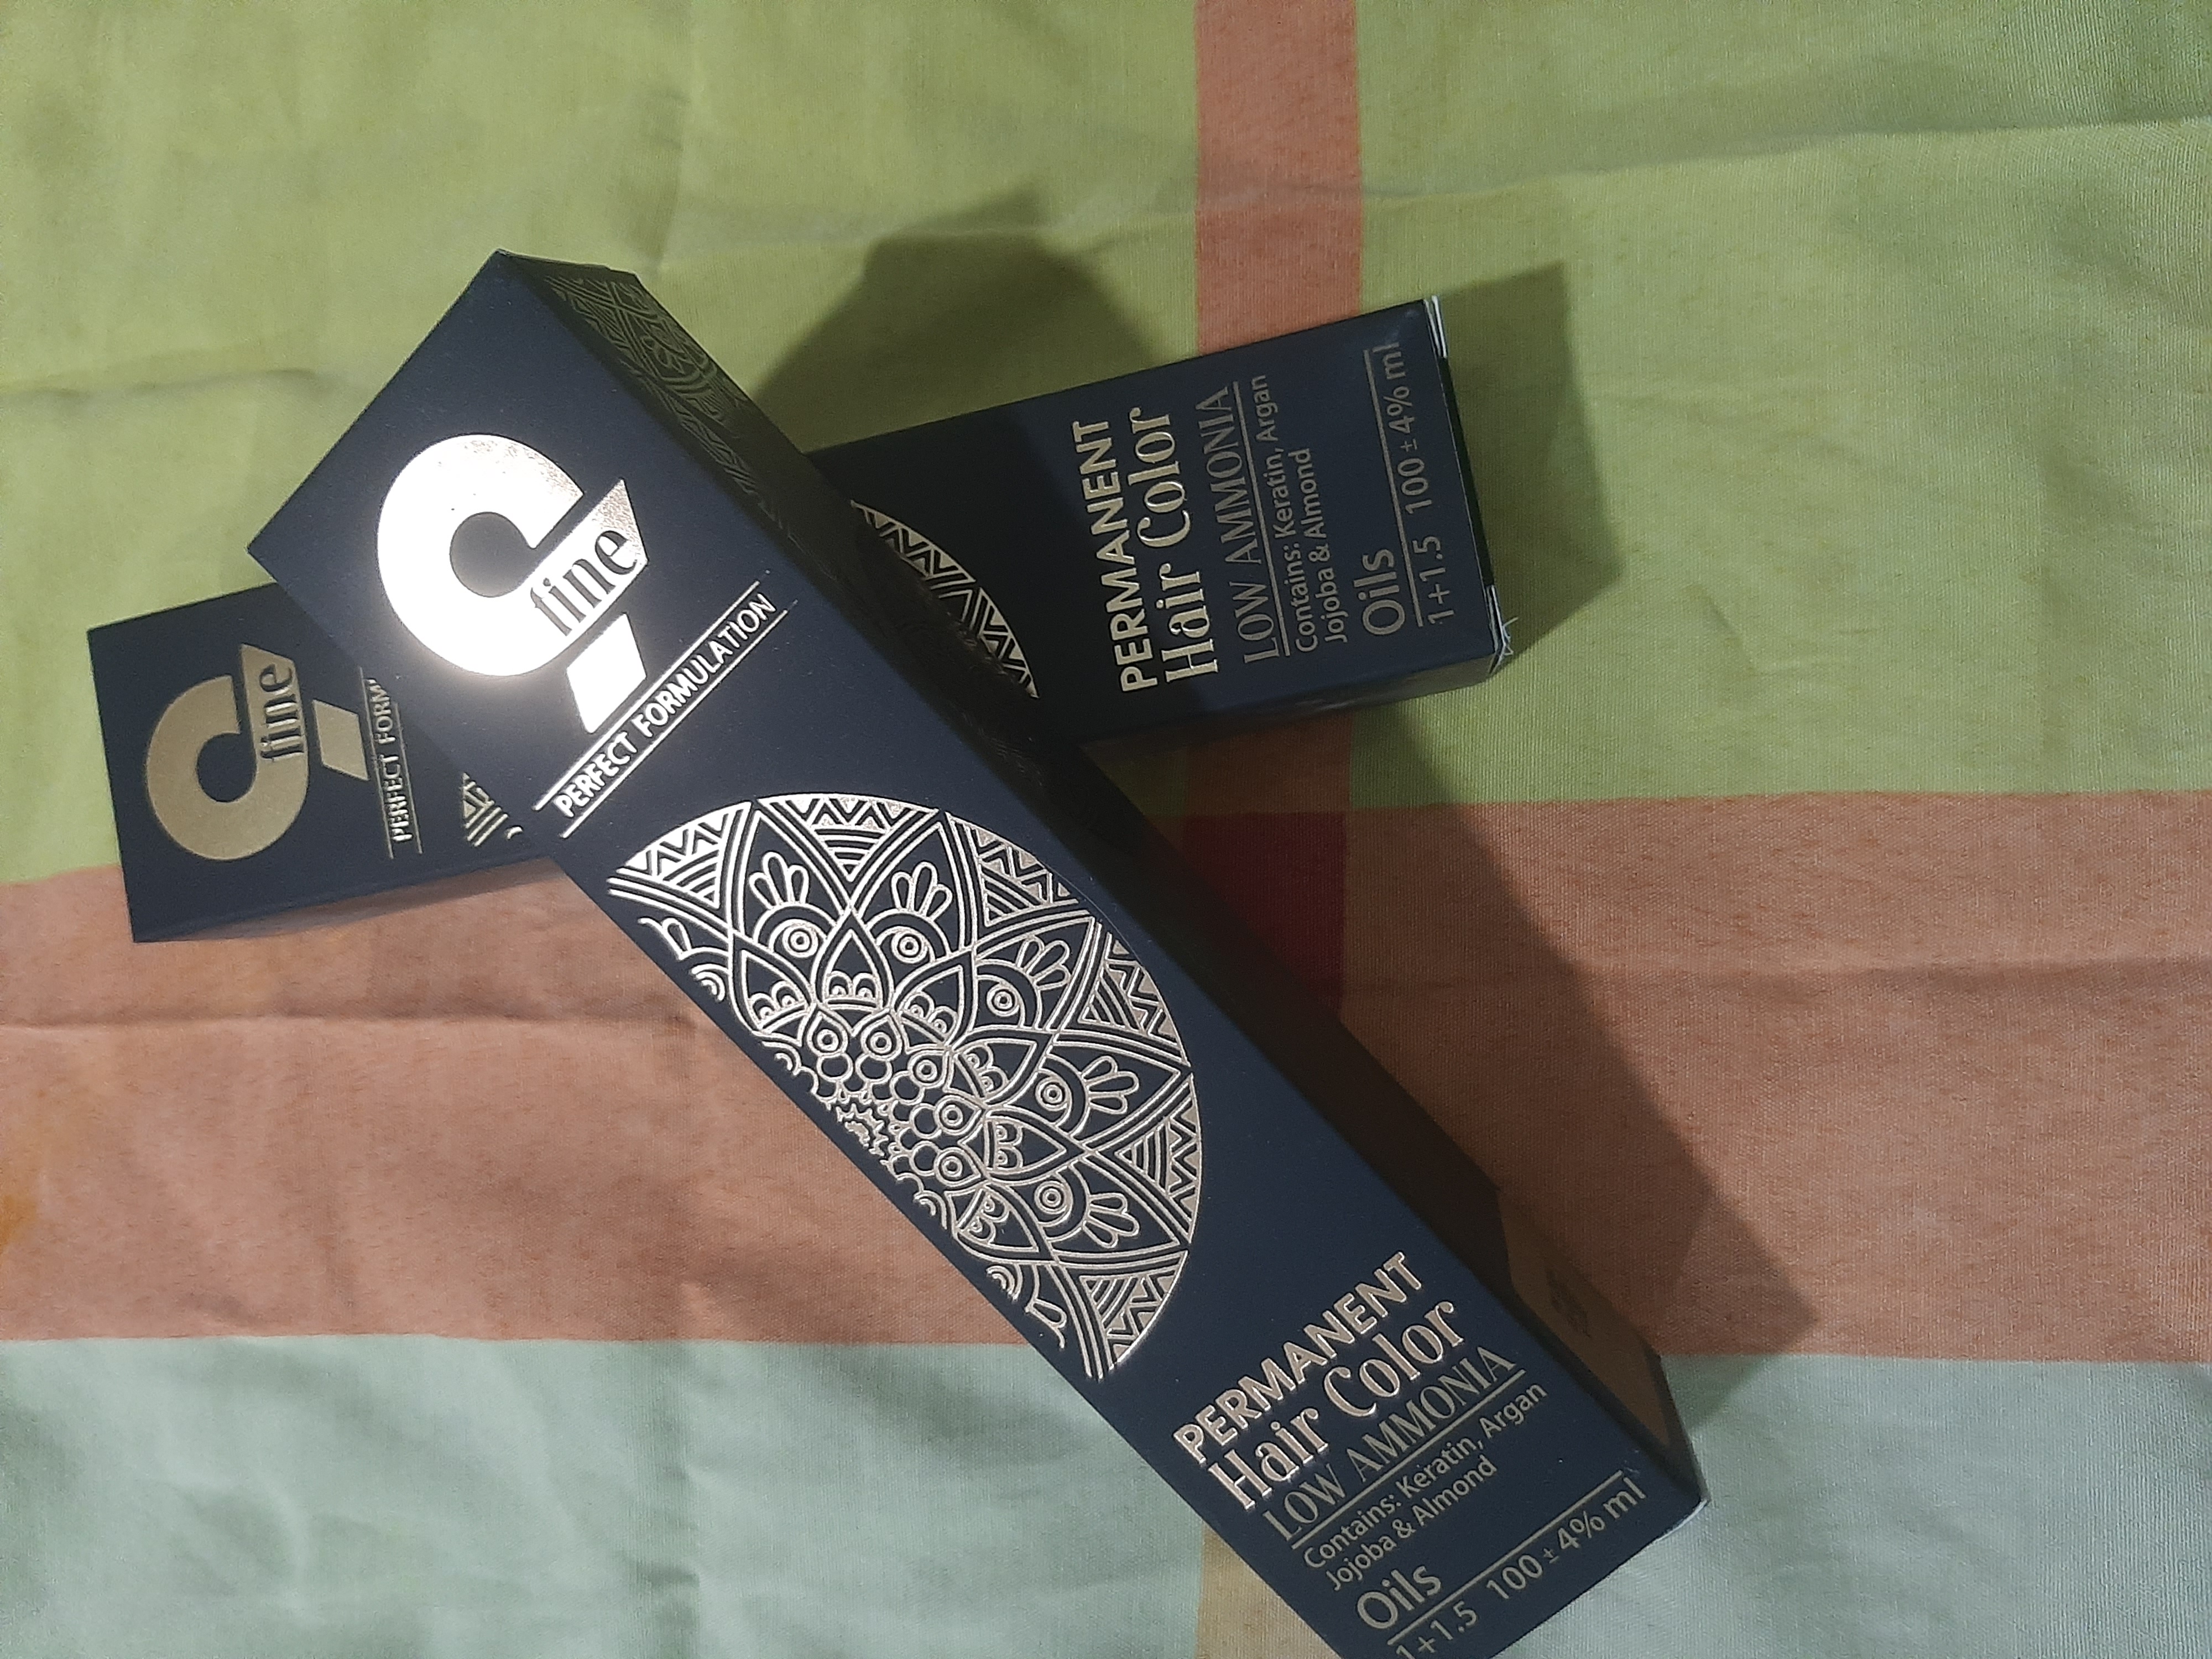 fine
PERFECT FORMULATION
PERMANENT
Hair Color
LOW AMMONIA
Contains: Keratin, Argan
Jojoba & Almond
Oils
1+1.5 100 ± 4% ml
fine
PERFECT FORM
PERMANENT
Hair Color
LOW AMMONIA
Contains: Keratin, Argan
Jojoba & Almond
Oils
1+1.5 100 ± 4% ml